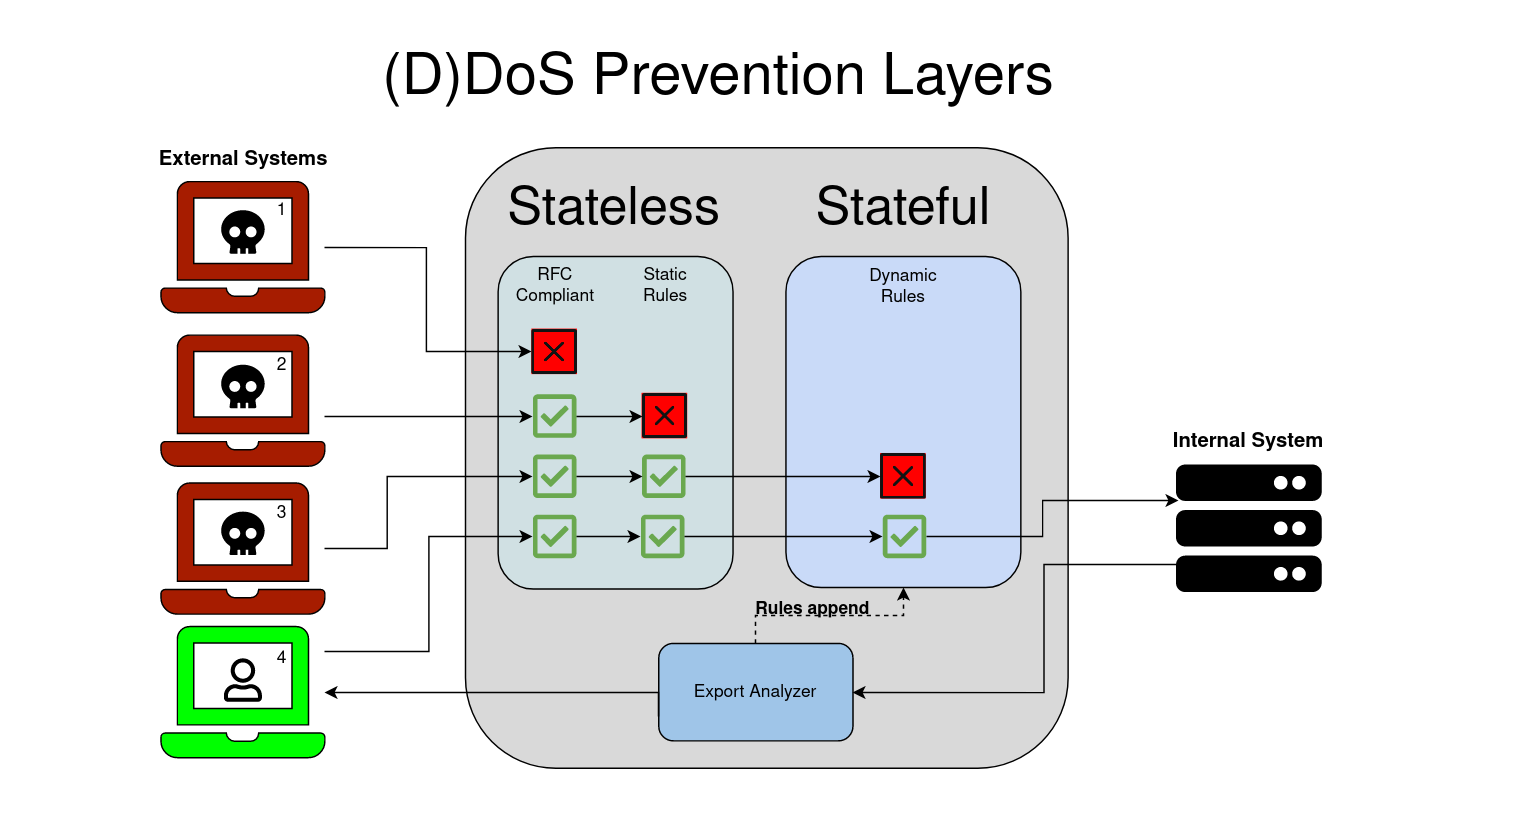 (D)DoS Prevention Layers
External Systems
1
2
3
4
Stateless
RFC
Compliant
Static
Rules
Stateful
Dynamic
Rules
Rules append
Export Analyzer
Internal System